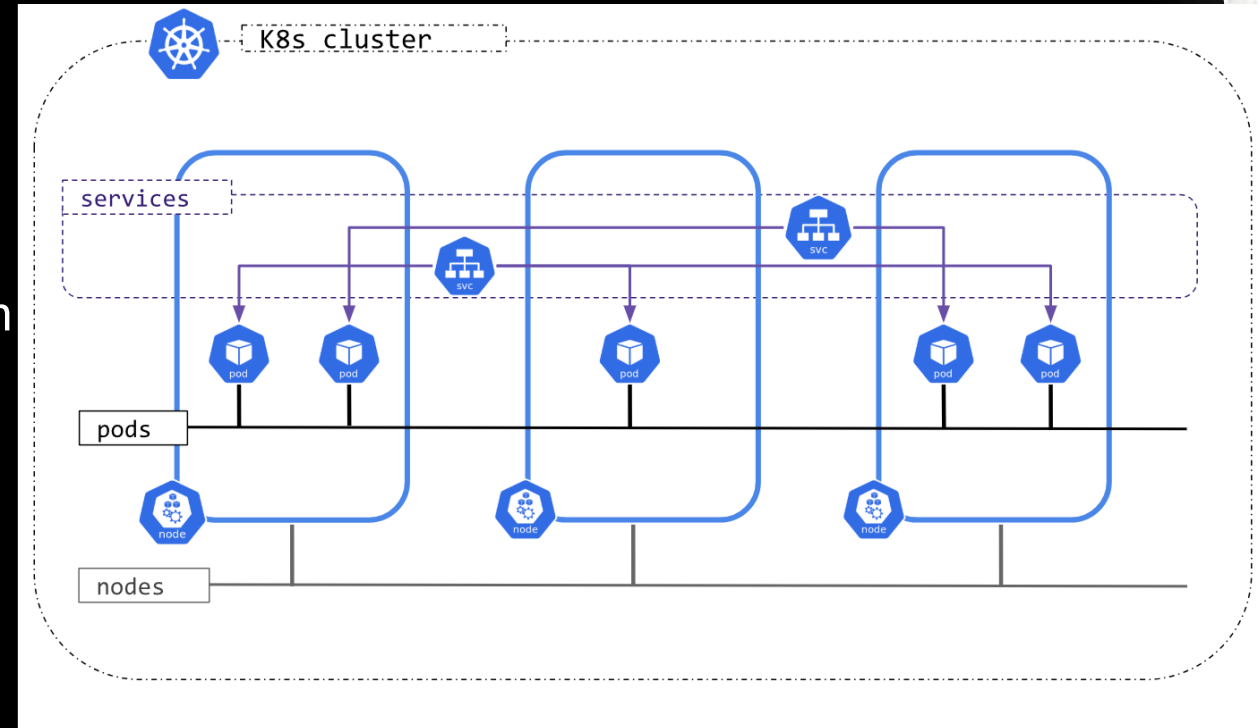 K8s cluster
services
svc
svc
n
pod
pod
pod
pod
pod
pods
node
node
node
nodes